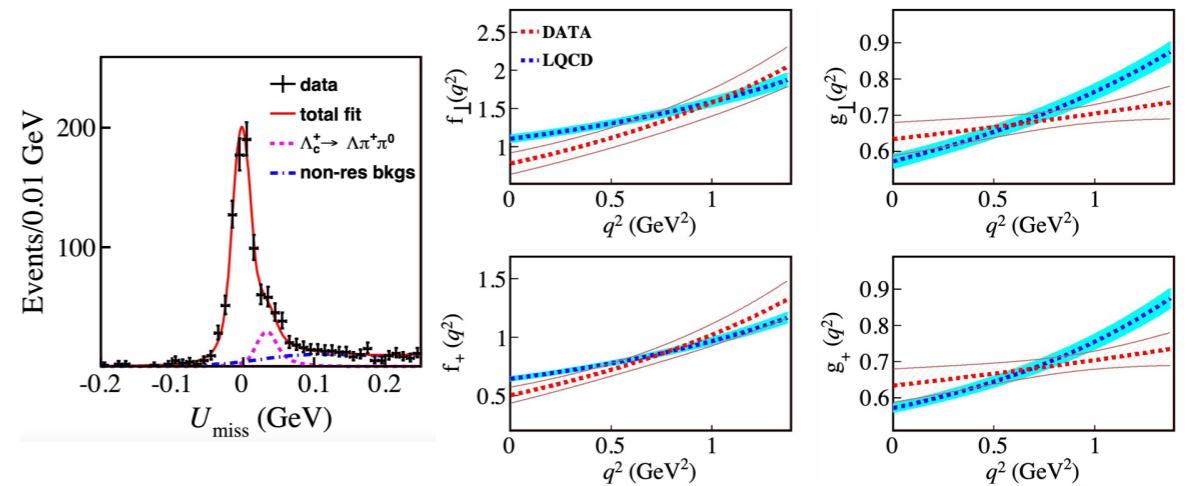 Events/0.01 GeV
200
100
data
total fit
Λc+→ Λπ+π0
non-res bkgs
-0.2 -0.1 0 0.1 0.2
Umiss (GeV)
f⊥(q2)
2.5
2
1.5
1
DATA
LQCD
0 0.5 1
q2 (GeV2)
g⊥(q2)
0.9
0.8
0.7
0.6
0 0.5 1
q2 (GeV2)
f+(q2)
1.5
1
0.5
0 0.5 1
q2 (GeV2)
g+(q2)
0.9
0.8
0.7
0.6
0 0.5 1
q2 (GeV2)